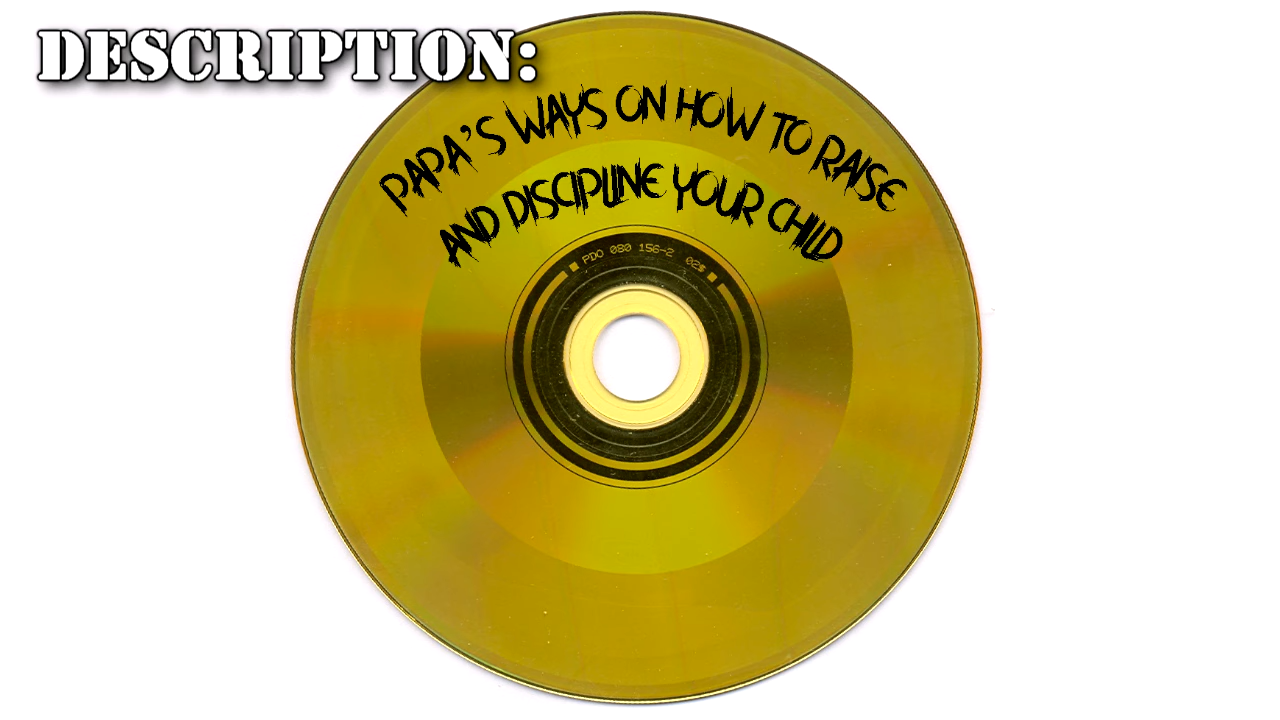 DESCRIPTION:
PAPA'S WAYS ON HOW TO RAISE
AND DISCIPLINE YOUR CHILD
PDO 080 156-2 02$